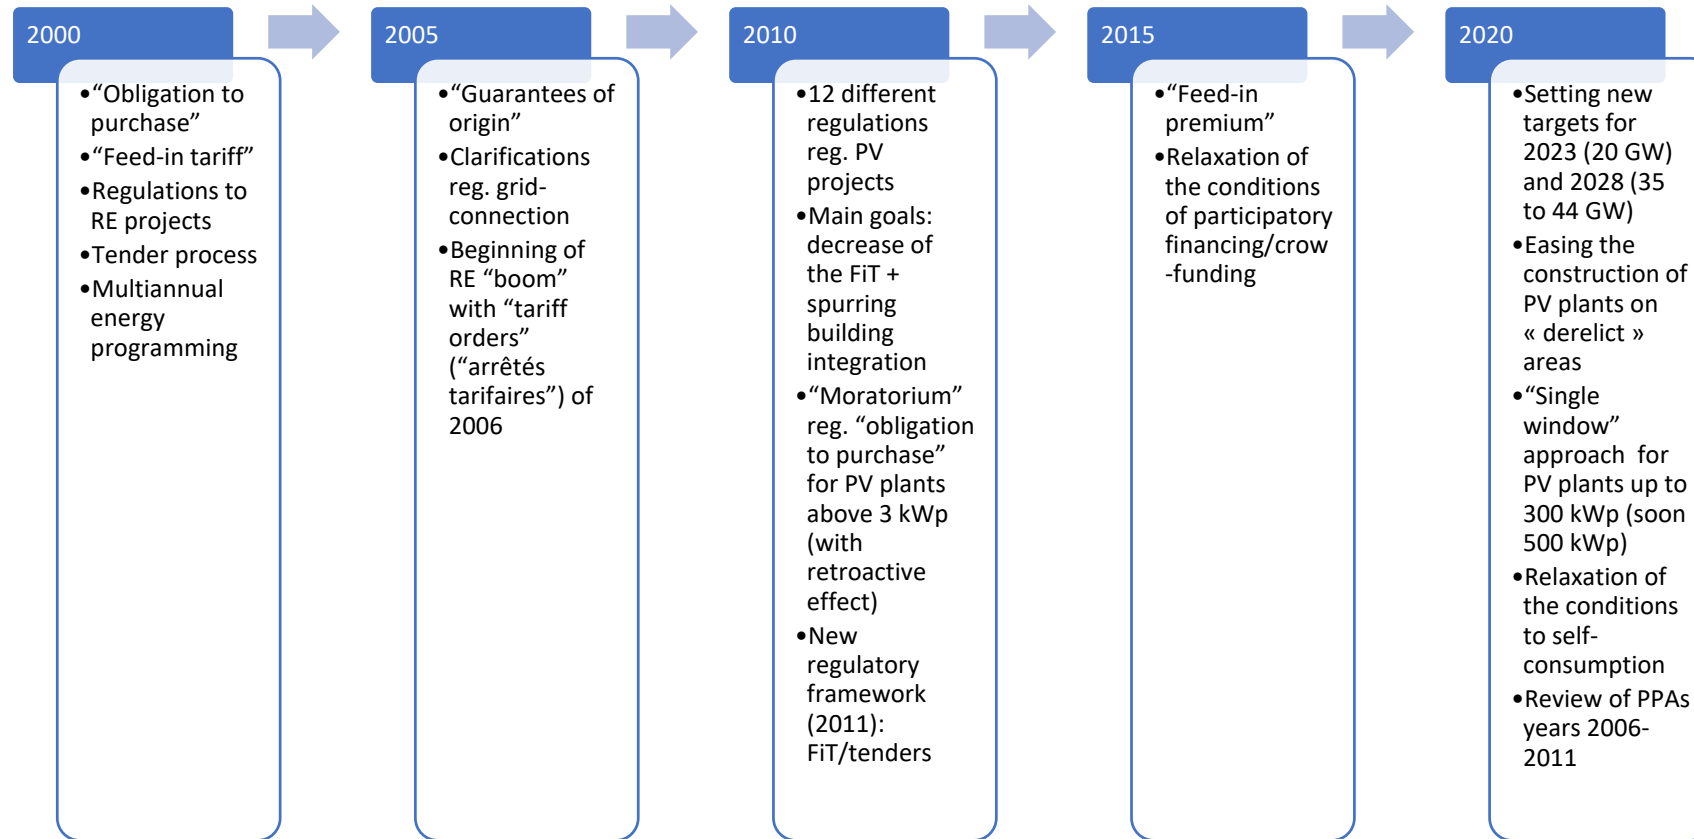 2000
•“Obligation to
purchase”
•“Feed-in tariff”
•Regulations to
RE projects
•Tender process
•Multiannual
energy
programming
2005
•“Guarantees of
origin”
•Clarifications
reg. grid-
connection
•Beginning of
RE “boom”
with “tariff
orders”
(“arrêtés
tarifaires”) of
2006
2010
•12 different
regulations
reg. PV
projects
•Main goals:
decrease of
the FiT +
spurring
building
integration
•“Moratorium”
reg. “obligation
to purchase”
for PV plants
above 3 kWp
(with
retroactive
effect)
•New
regulatory
framework
(2011):
FiT/tenders
2015
•“Feed-in
premium”
•Relaxation of
the conditions
of participatory
financing/crow
-funding
2020
•Setting new
targets for
2023 (20 GW)
and 2028 (35
to 44 GW)
•Easing the
construction of
PV plants on
« derelict »
areas
•“Single
window”
approach for
PV plants up to
300 kWp (soon
500 kWp)
•Relaxation of
the conditions
to self-
consumption
•Review of PPAs
years 2006-
2011